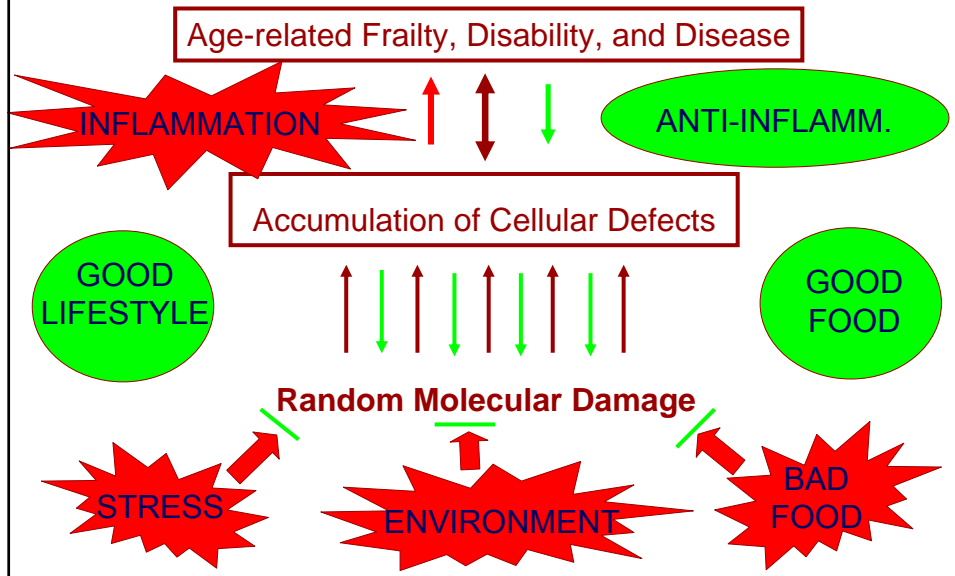 Age-related Frailty, Disability, and Disease
INFLAMMATION
ANTI-INFLAMM.
Accumulation of Cellular Defects
GOOD
LIFESTYLE
GOOD
FOOD
Random Molecular Damage
STRESS
ENVIRONMENT
BAD
FOOD